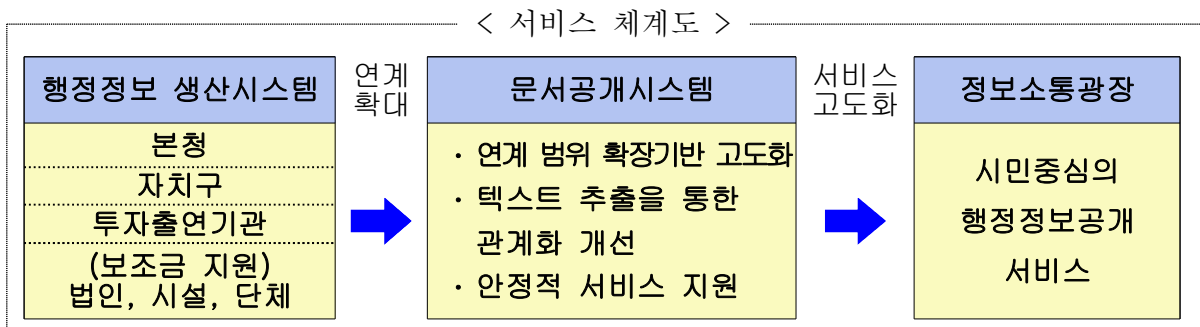 < 서비스 체계도 >
행정정보 생산시스템
본청
자치구
투자출연기관
(보조금 지원)
법인, 시설, 단체
연계
확대
문서공개시스템
· 연계 범위 확장기반 고도화
· 텍스트 추출을 통한
관계화 개선
· 안정적 서비스 지원
서비스
고도화
정보소통광장
시민중심의
행정정보공개
서비스